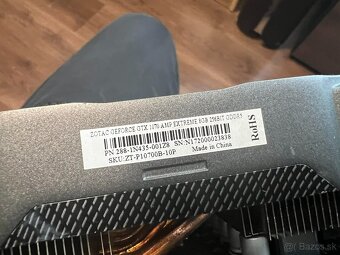 ZOTAC GEFORCE GTX 1070 AMP EXTREME 8GB 256BIT GDDR5
PN 288-1N435-001Z8 SN:N172000021838
SKU:ZT-P10700B-10P Made in China
RoHS
bazos.sk